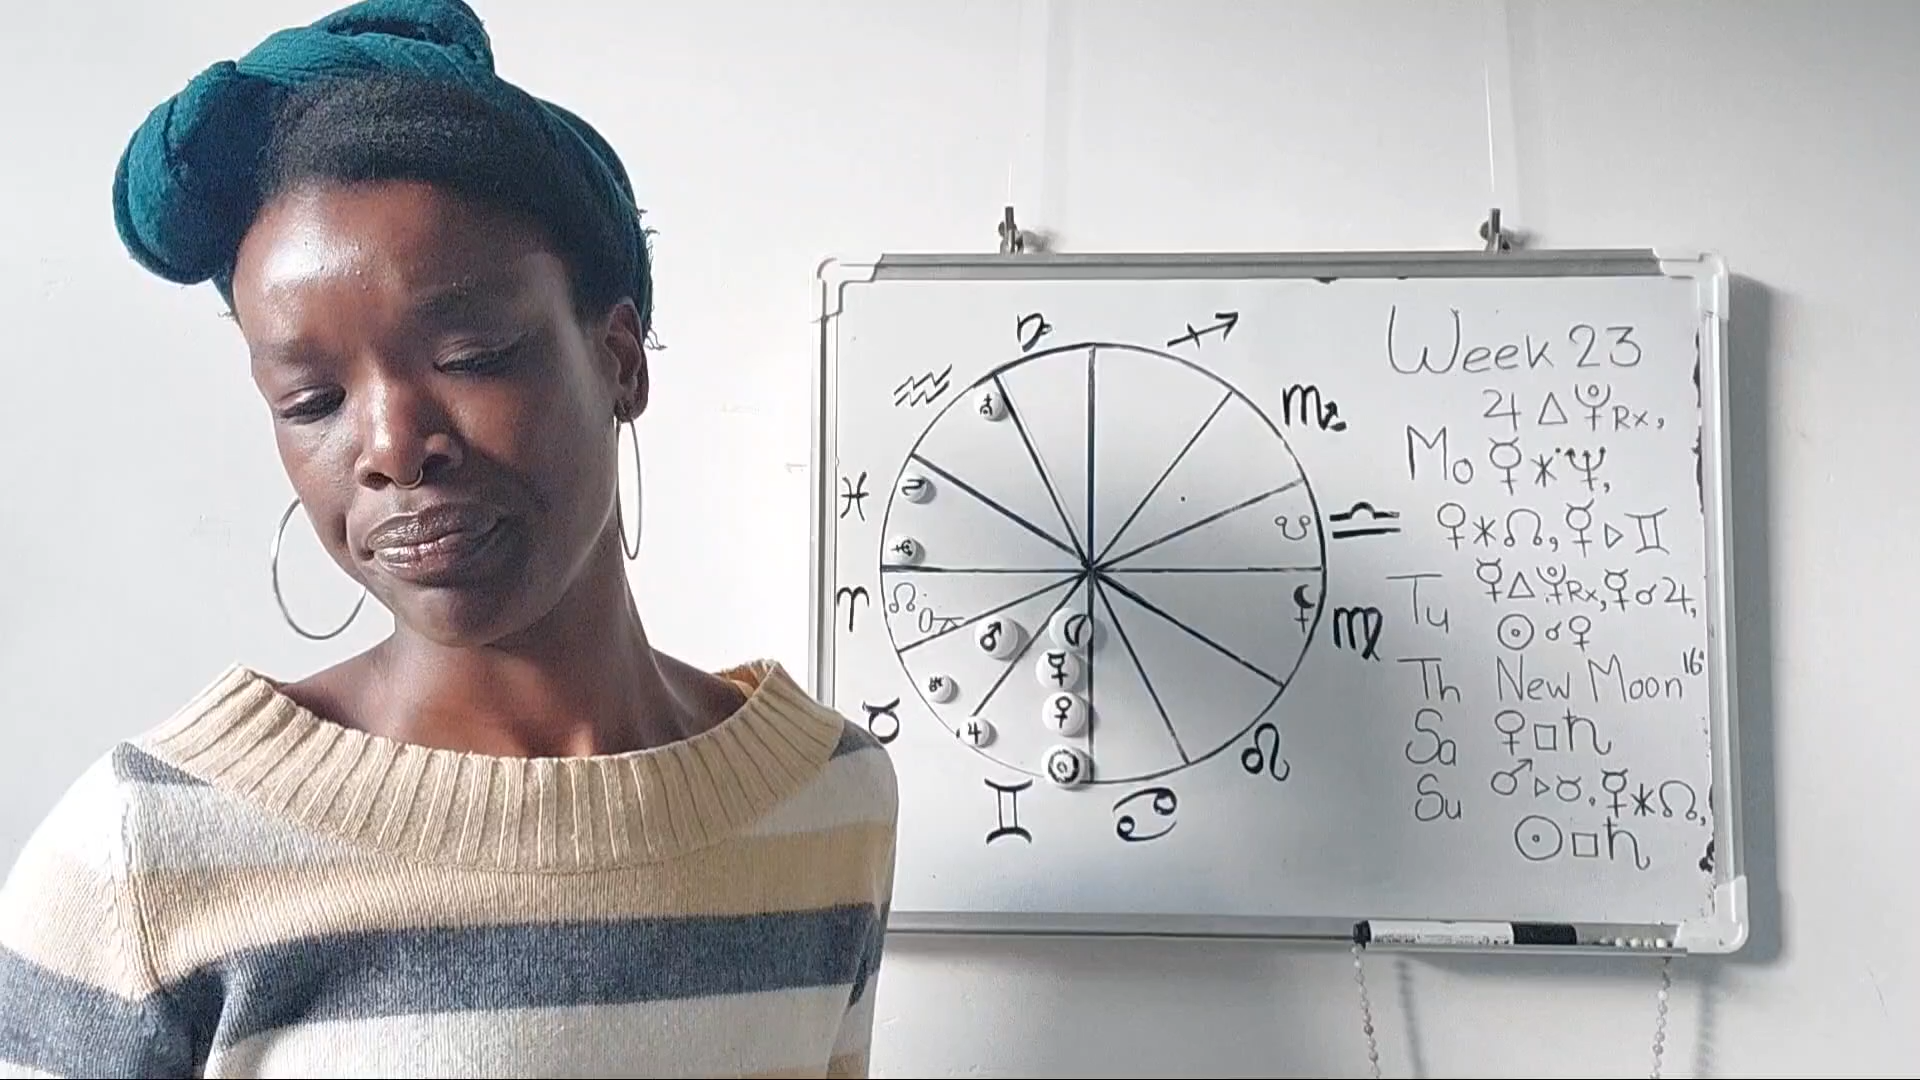 Week 23
♃ △ ♇ Rx,
Mo ☿ ⚹ ♆,
♀ ⚹ ☊, ☿ ▷ ♊
Tu ☿ △ ♇ Rx, ☿ ☌ ♃,
☉ ☌ ♀
Th New Moon 16°
Sa ♀ □ ♄
Su ♂ ▷ ♉. ☿ ⚹ ☊,
☉ □ ♄
♑ ♐
♒ ♏
♓ ☋ ♎
♈ ☊ ⚸ ♍
♂ ☽
☿
♉ ♅ ♃ ♀ ♌
☉
♊ ♋